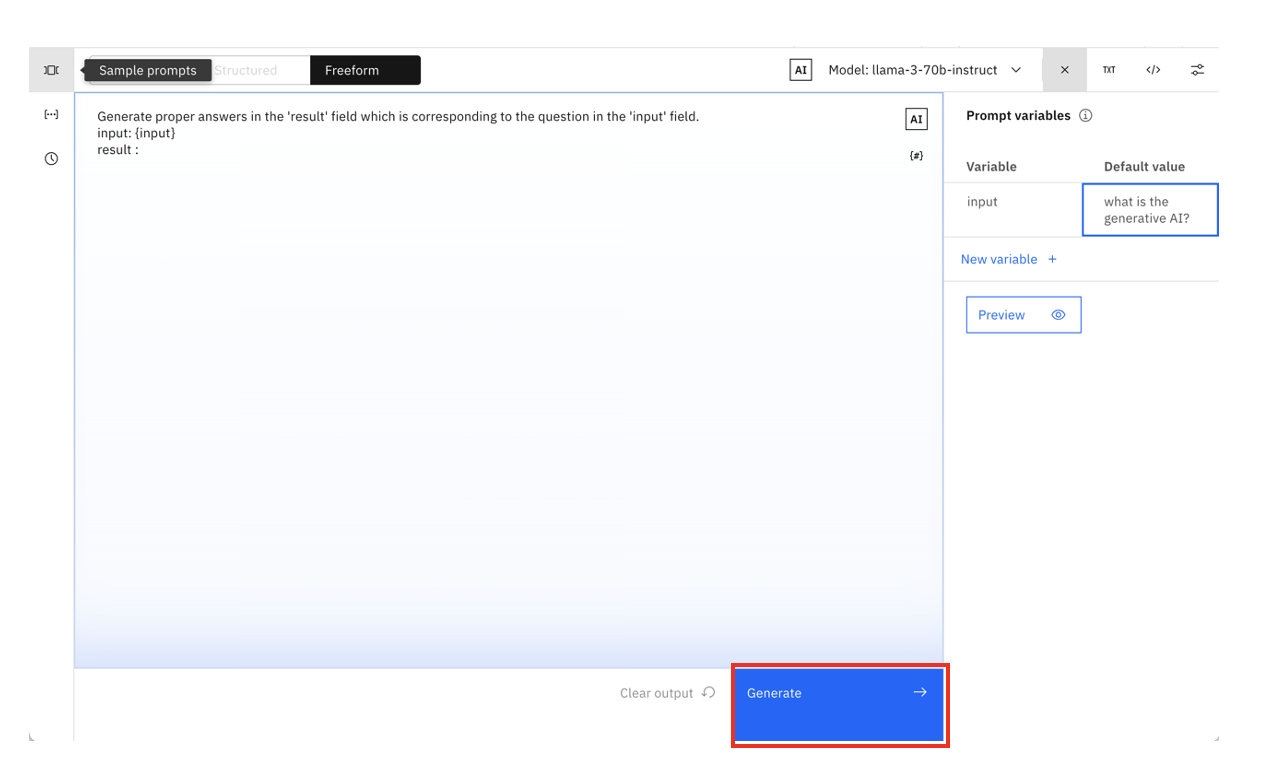 Sample prompts
Structured
Freeform
AI
Model: llama-3-70b-instruct
TXT
</>
Generate proper answers in the 'result' field which is corresponding to the question in the 'input' field.
input: {input}
result :
AI
{#}
Prompt variables
Variable Default value
input
what is the
generative AI?
New variable +
Preview
Clear output
Generate